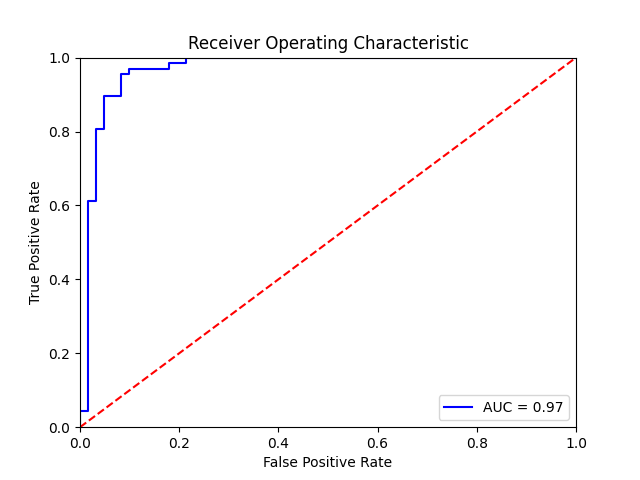 Receiver Operating Characteristic
1.0
0.8
0.6
0.4
0.2
0.0
True Positive Rate
AUC = 0.97
0.0 0.2 0.4 0.6 0.8 1.0
False Positive Rate